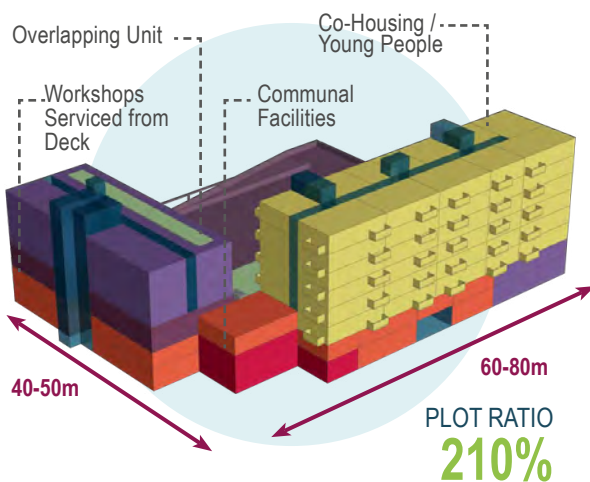 Overlapping Unit
Co-Housing /
Young People
Workshops
Serviced from
Deck
Communal
Facilities
40-50m
60-80m
PLOT RATIO
210%